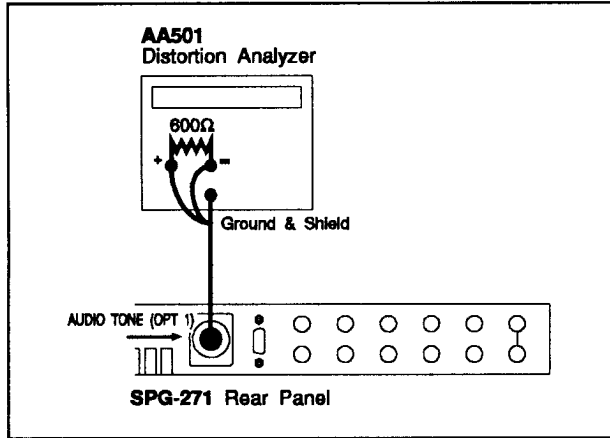 AA501
Distortion Analyzer
600Ω
+ −
Ground & Shield
AUDIO TONE (OPT 1)
SPG-271 Rear Panel